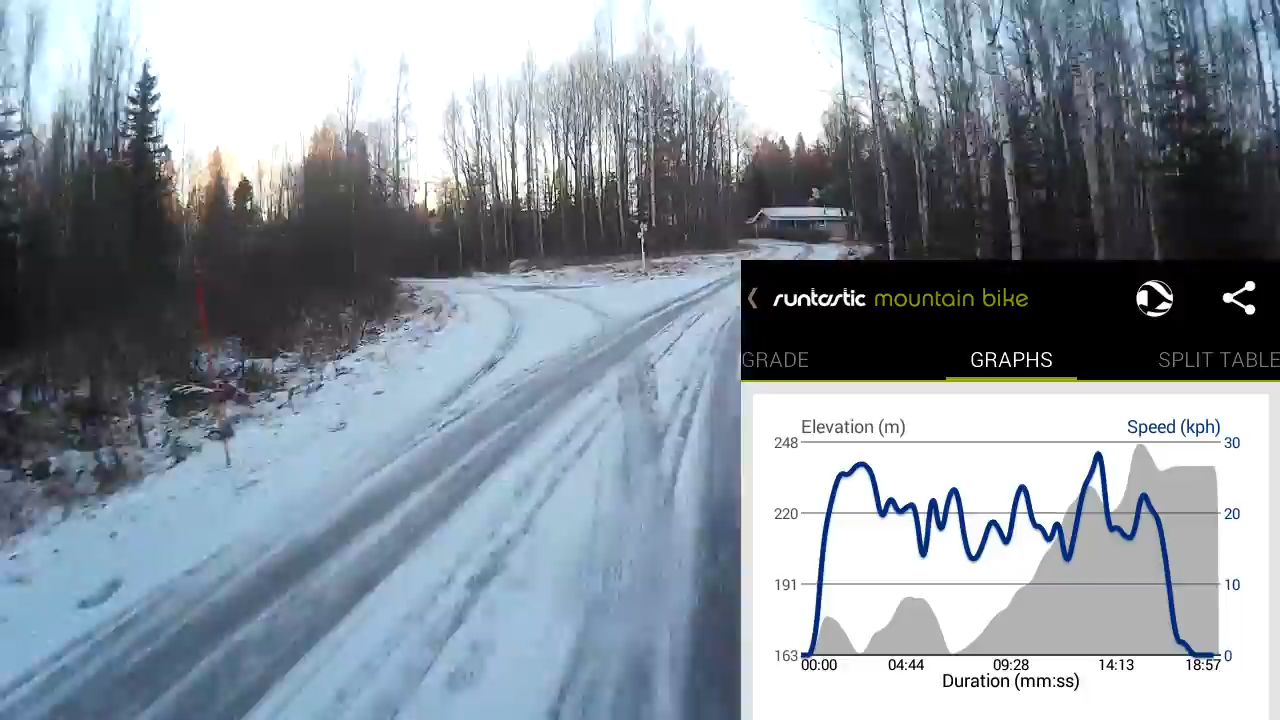 runtastic mountain bike
GRADE GRAPHS SPLIT TABLE
Elevation (m) Speed (kph)
248 30
220 20
191 10
163 0
00:00 04:44 09:28 14:13 18:57
Duration (mm:ss)